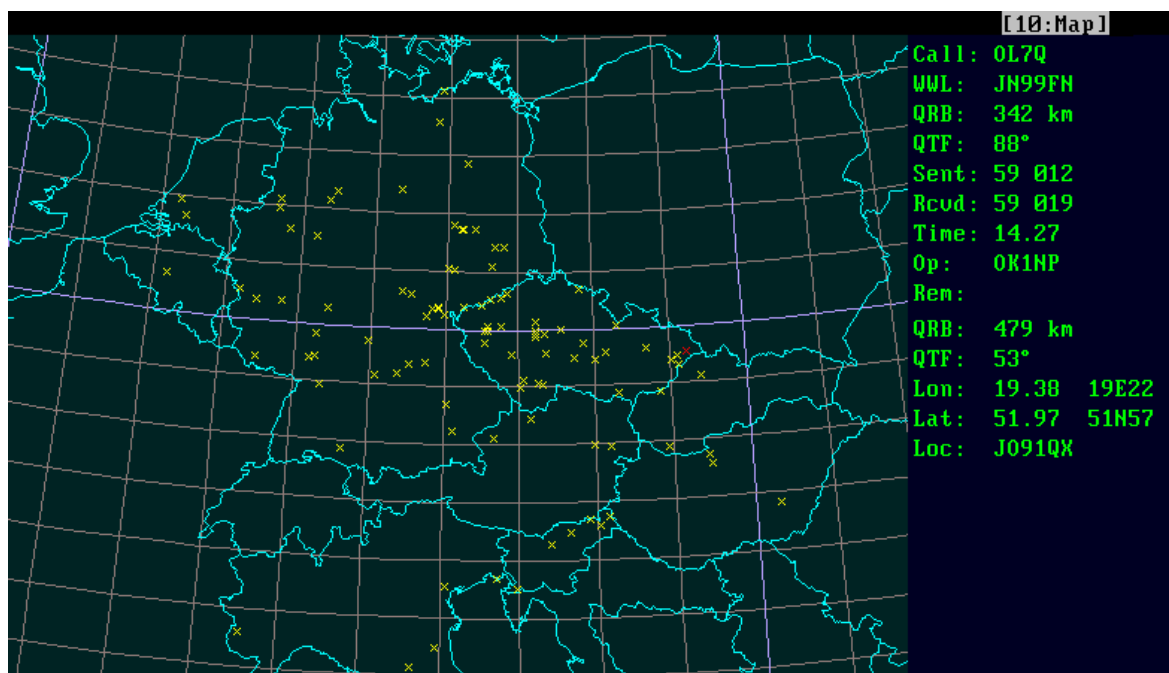 [10:Map]
Call: OL7Q
WWL: JN99FN
QRB: 342 km
QTF: 88°
Sent: 59 012
Rcvd: 59 019
Time: 14.27
Op: OK1NP
Rem:
QRB: 479 km
QTF: 53°
Lon: 19.38 19E22
Lat: 51.97 51N57
Loc: JO91QX